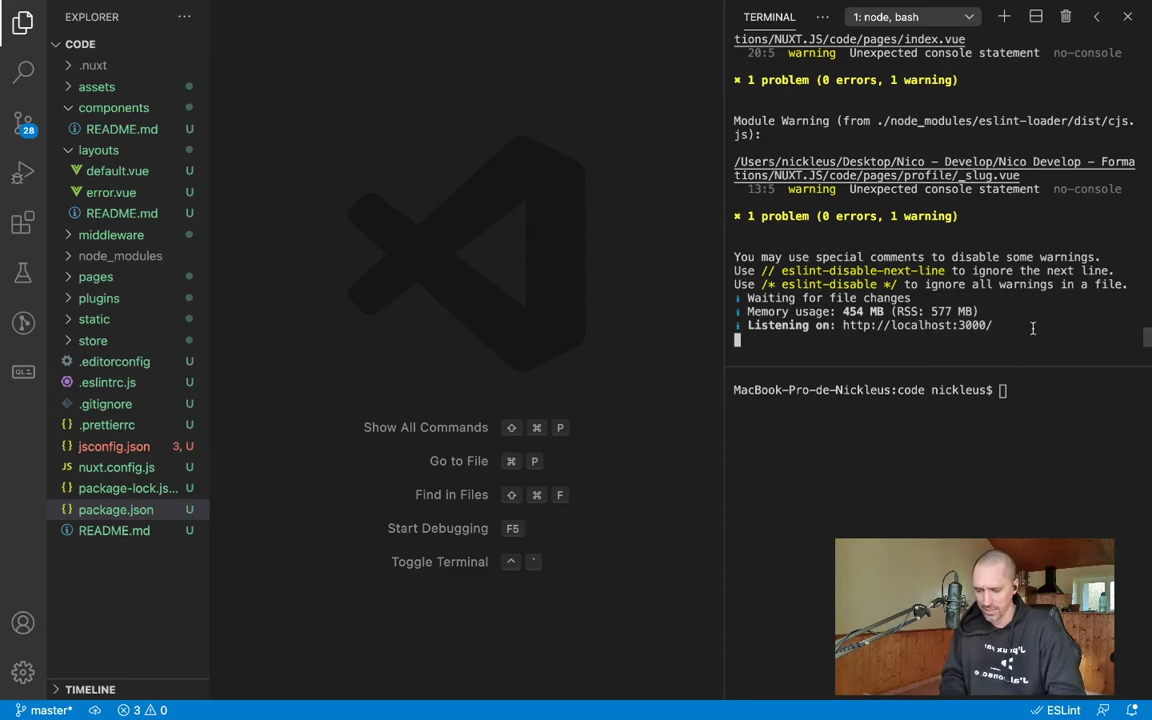 EXPLORER
CODE
.nuxt
assets
components
README.md U
layouts
default.vue U
error.vue U
README.md U
middleware
node_modules
pages
plugins
static
store
.editorconfig U
.eslintrc.js U
.gitignore U
.prettierrc U
jsconfig.json 3, U
nuxt.config.js U
package-lock.js... U
package.json U
README.md U
TIMELINE
28
QL
Show All Commands ⇧ ⌘ P
Go to File ⌘ P
Find in Files ⇧ ⌘ F
Start Debugging F5
Toggle Terminal ^ `
TERMINAL ... 1: node, bash
tions/NUXT.JS/code/pages/index.vue
20:5 warning Unexpected console statement no-console
✖ 1 problem (0 errors, 1 warning)
Module Warning (from ./node_modules/eslint-loader/dist/cjs.
js):
/Users/nickleus/Desktop/Nico - Develop/Nico Develop - Forma
tions/NUXT.JS/code/pages/profile/_slug.vue
13:5 warning Unexpected console statement no-console
✖ 1 problem (0 errors, 1 warning)
You may use special comments to disable some warnings.
Use // eslint-disable-next-line to ignore the next line.
Use /* eslint-disable */ to ignore all warnings in a file.
ℹ Waiting for file changes
ℹ Memory usage: 454 MB (RSS: 577 MB)
ℹ Listening on: http://localhost:3000/
MacBook-Pro-de-Nickleus:code nickleus$
master* 3 0 ESLint